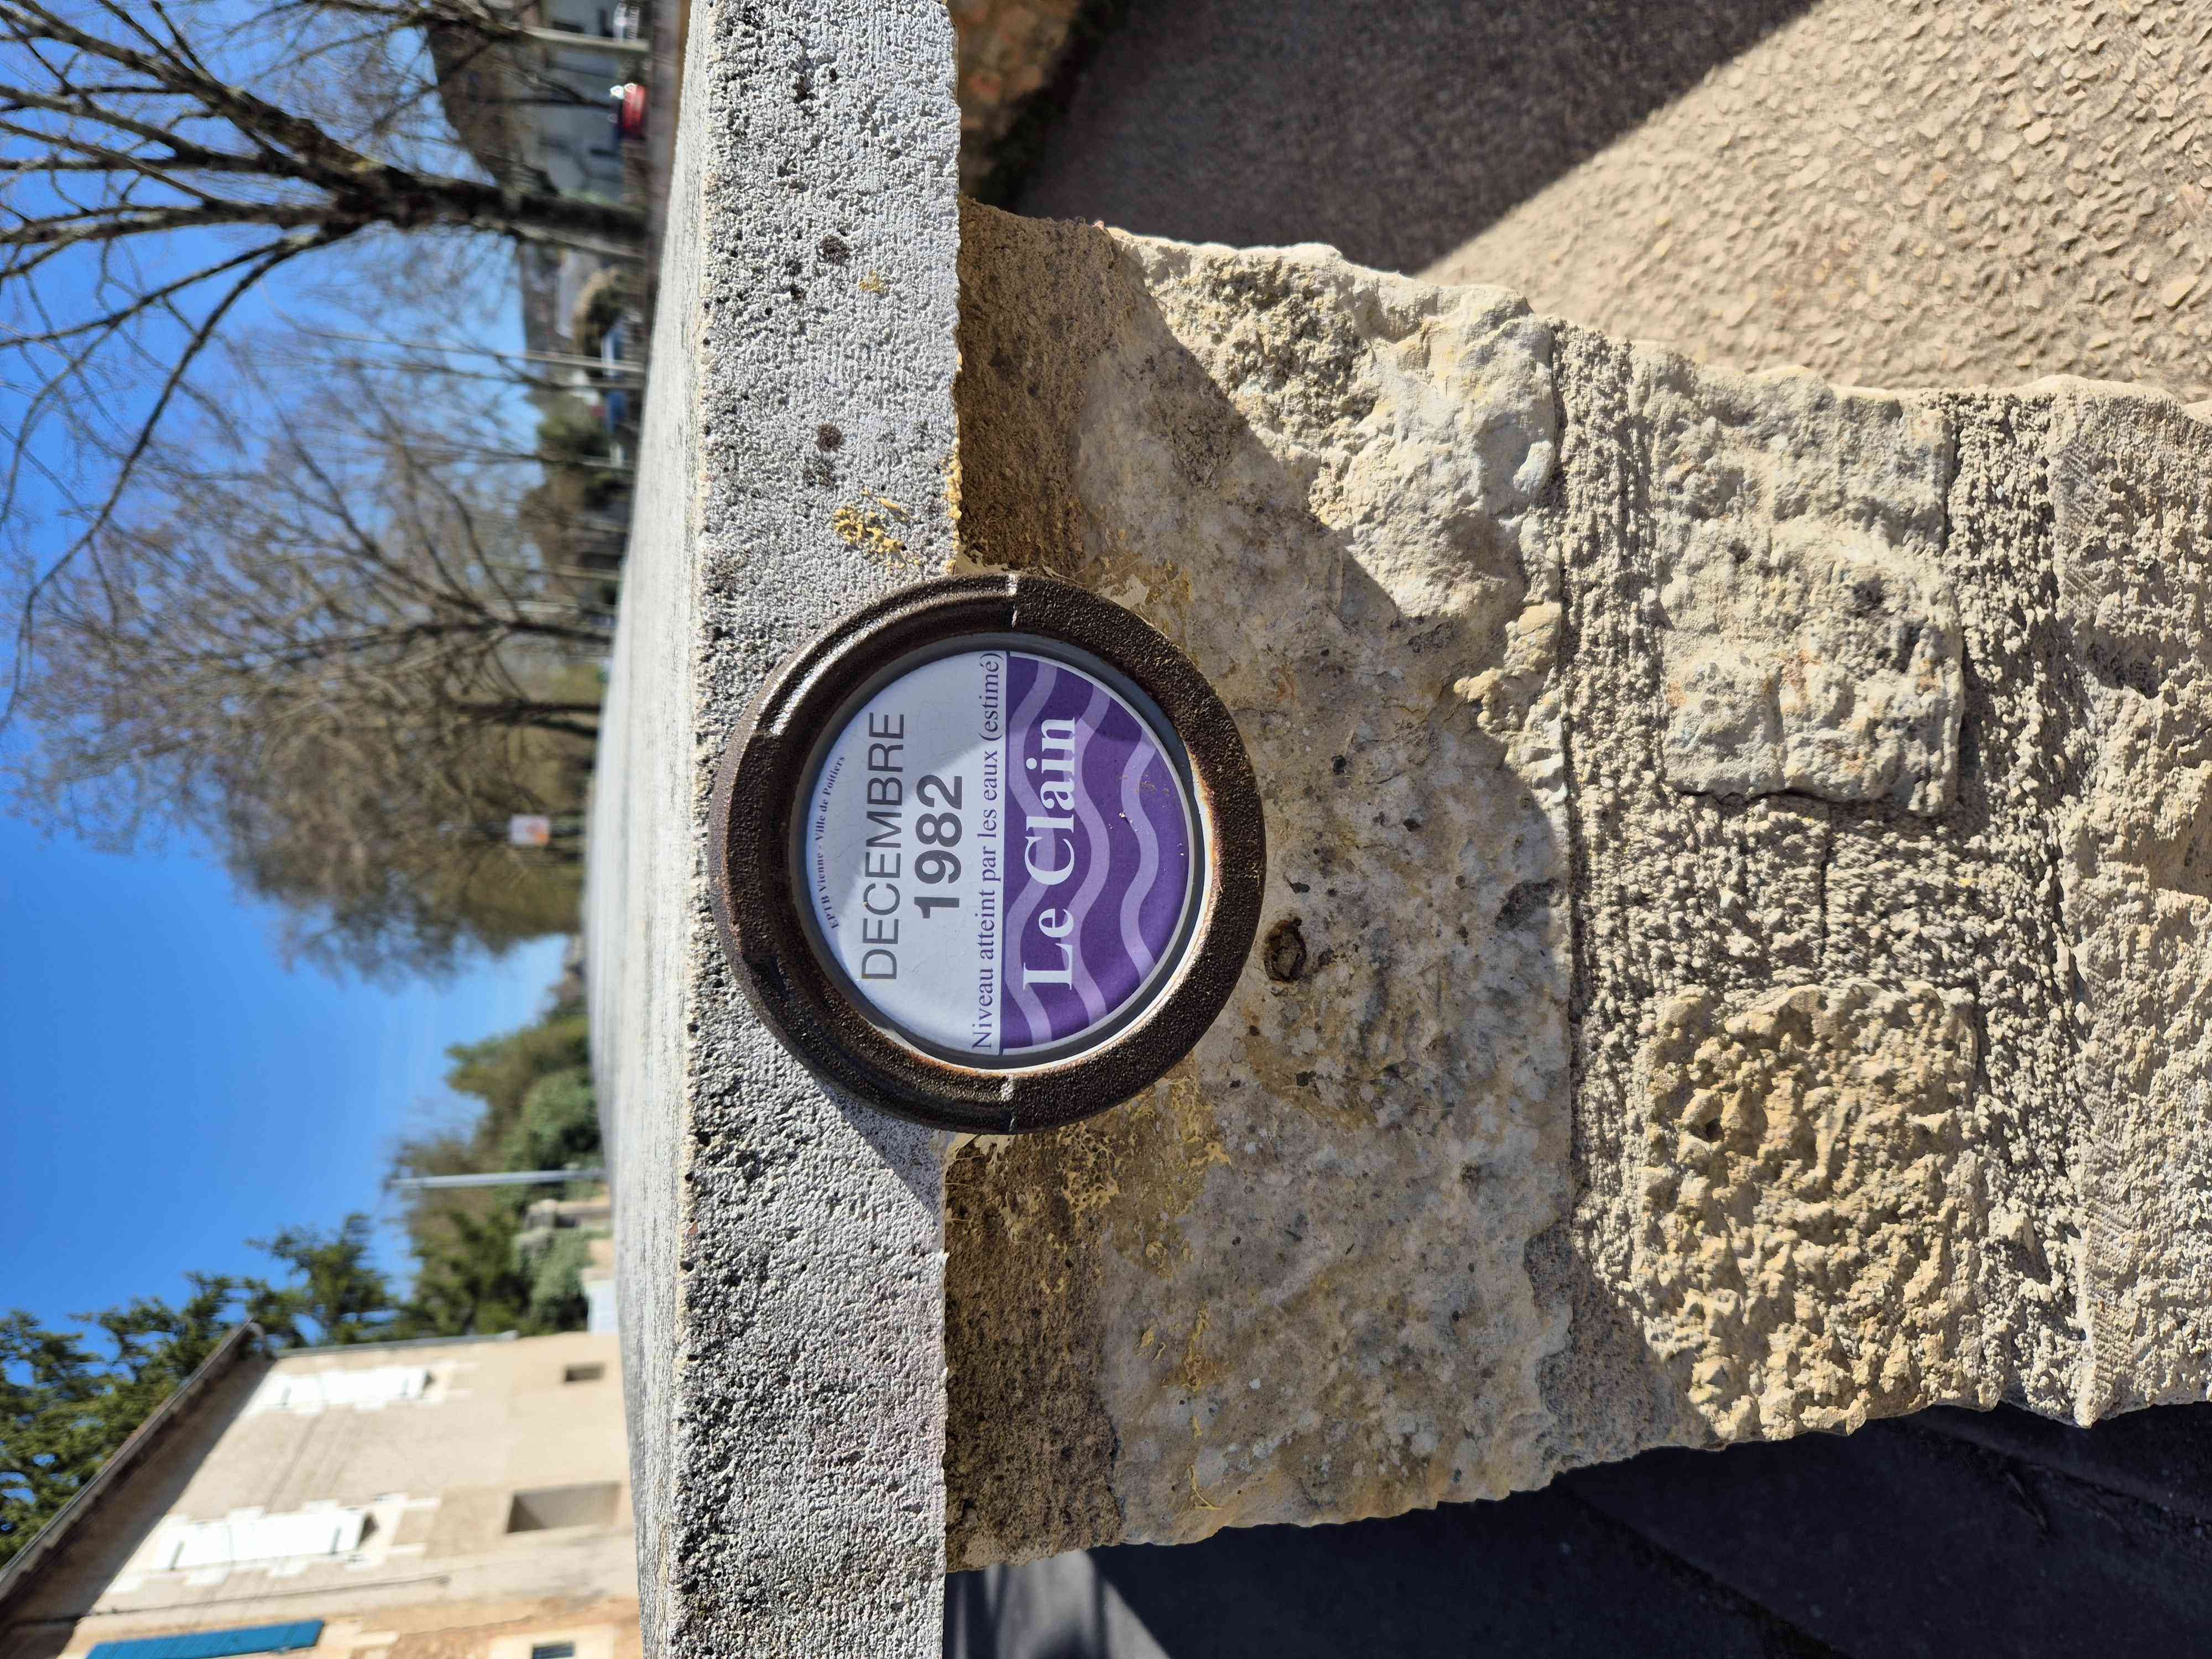 EPTB Vienne - Ville de Poitiers
DECEMBRE
1982
Niveau atteint par les eaux (estimé)
Le Clain